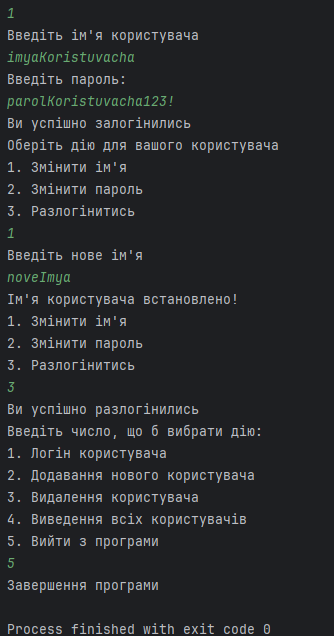 1
Введіть ім'я користувача
imyaKoristuvacha
Введіть пароль:
parolKoristuvacha123!
Ви успішно залогінились
Оберіть дію для вашого користувача
1. Змінити ім'я
2. Змінити пароль
3. Разлогінитись
1
Введіть нове ім'я
noveImya
Ім'я користувача встановлено!
1. Змінити ім'я
2. Змінити пароль
3. Разлогінитись
3
Ви успішно разлогінились
Введіть число, що б вибрати дію:
1. Логін користувача
2. Додавання нового користувача
3. Видалення користувача
4. Виведення всіх користувачів
5. Вийти з програми
5
Завершення програми
Process finished with exit code 0